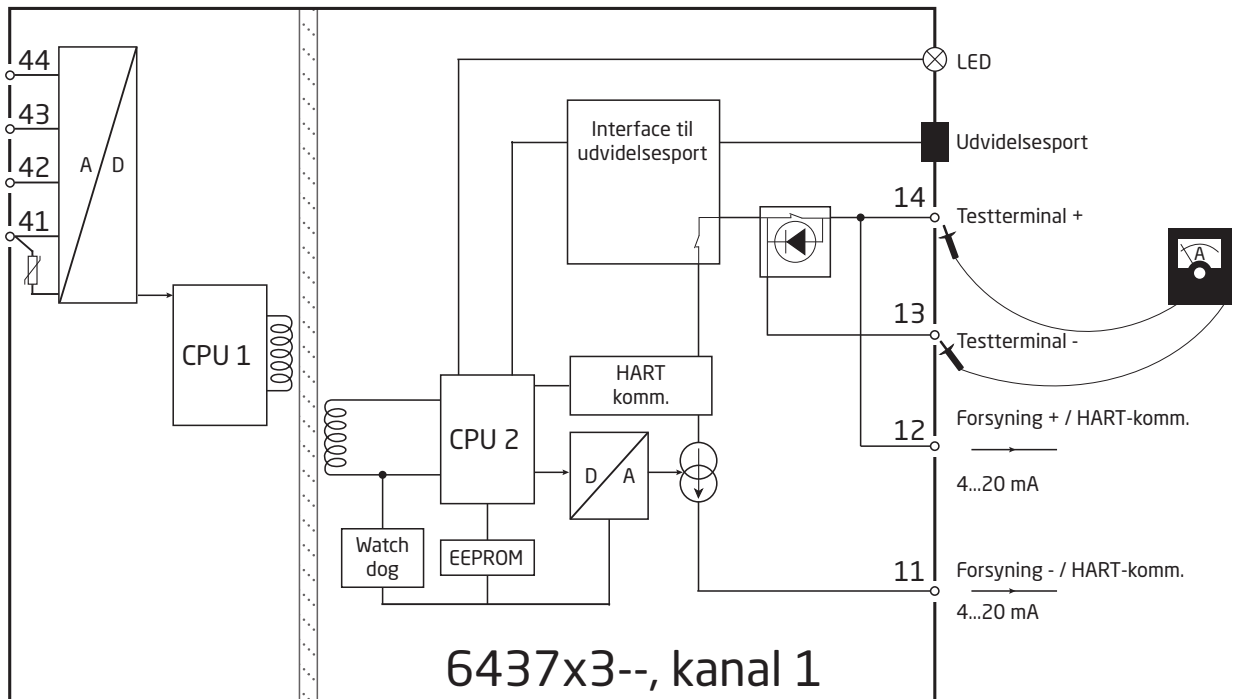 44
43
42
41
A
D
CPU 1
LED
Interface til
udvidelsesport
Udvidelsesport
14
Testterminal +
A
13
Testterminal -
HART
komm.
CPU 2
12
Forsyning + / HART-komm.
4...20 mA
D
A
Watch
dog
EEPROM
11
Forsyning - / HART-komm.
4...20 mA
6437x3--, kanal 1